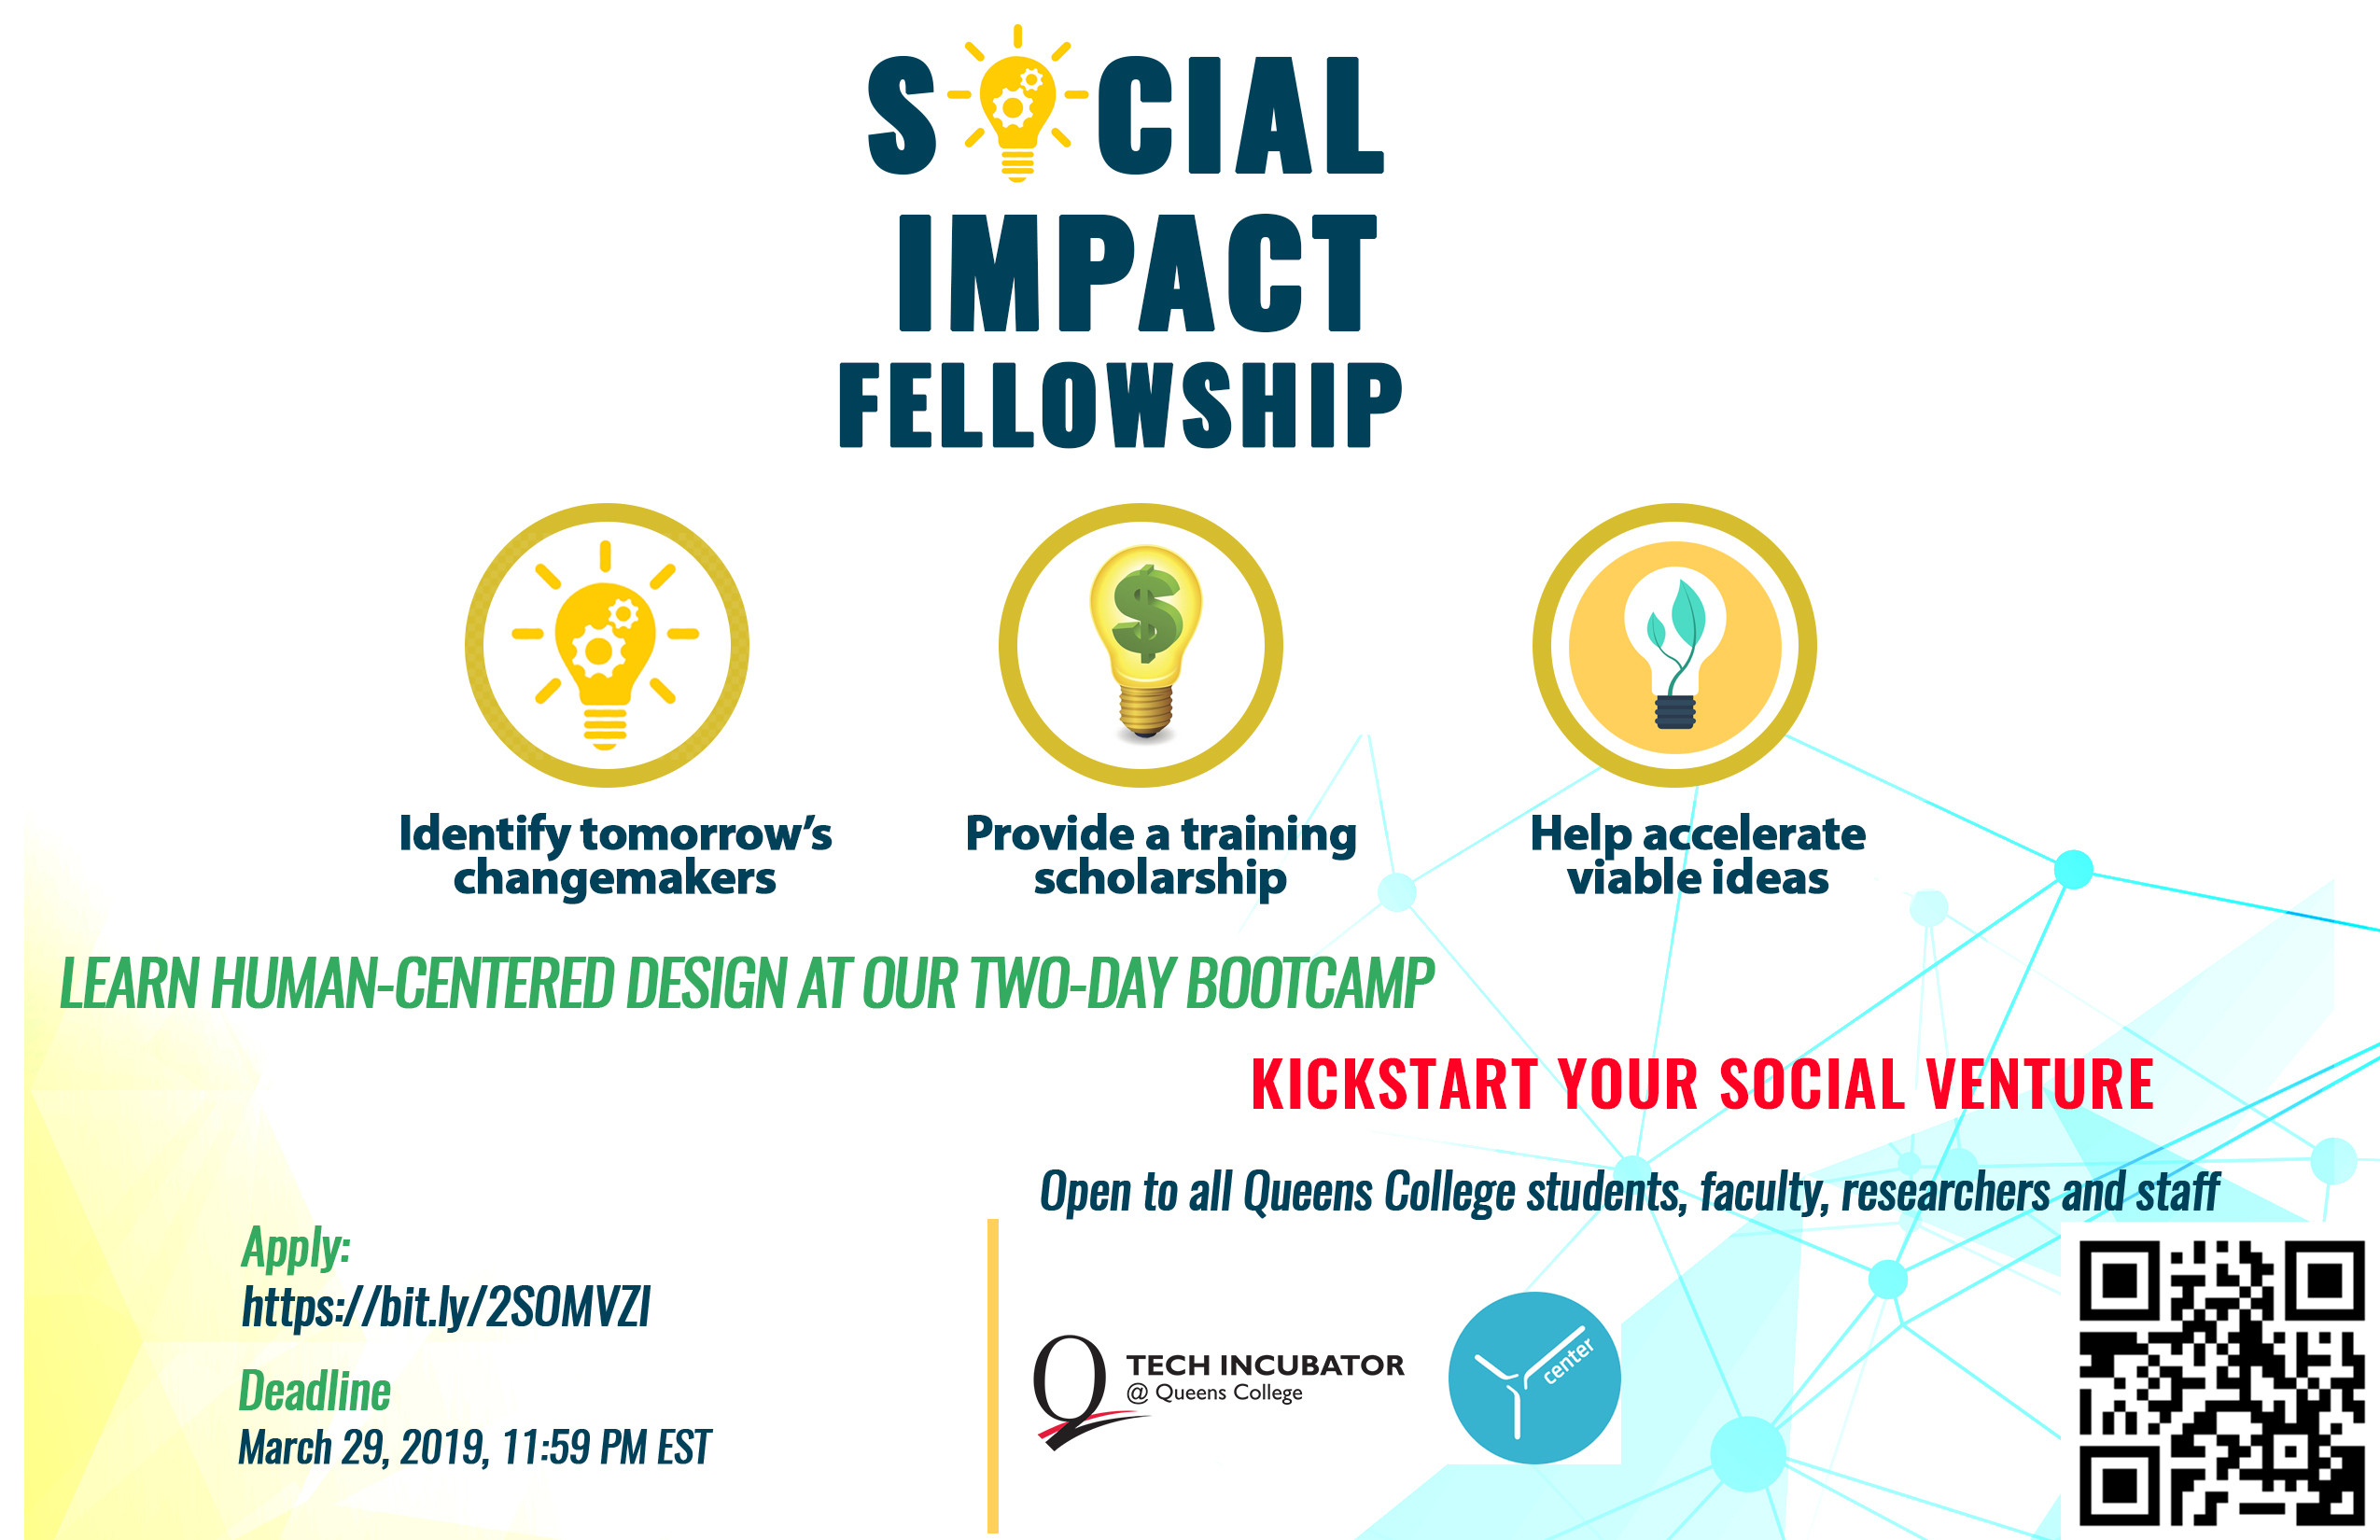 SOCIAL
IMPACT
FELLOWSHIP
Identify tomorrow's
changemakers
Provide a training
scholarship
Help accelerate
viable ideas
LEARN HUMAN-CENTERED DESIGN AT OUR TWO-DAY BOOTCAMP
KICKSTART YOUR SOCIAL VENTURE
Open to all Queens College students, faculty, researchers and staff
Apply:
https://bit.ly/2SOMVZI
Deadline
March 29, 2019, 11:59 PM EST
Q TECH INCUBATOR
@ Queens College
Y center